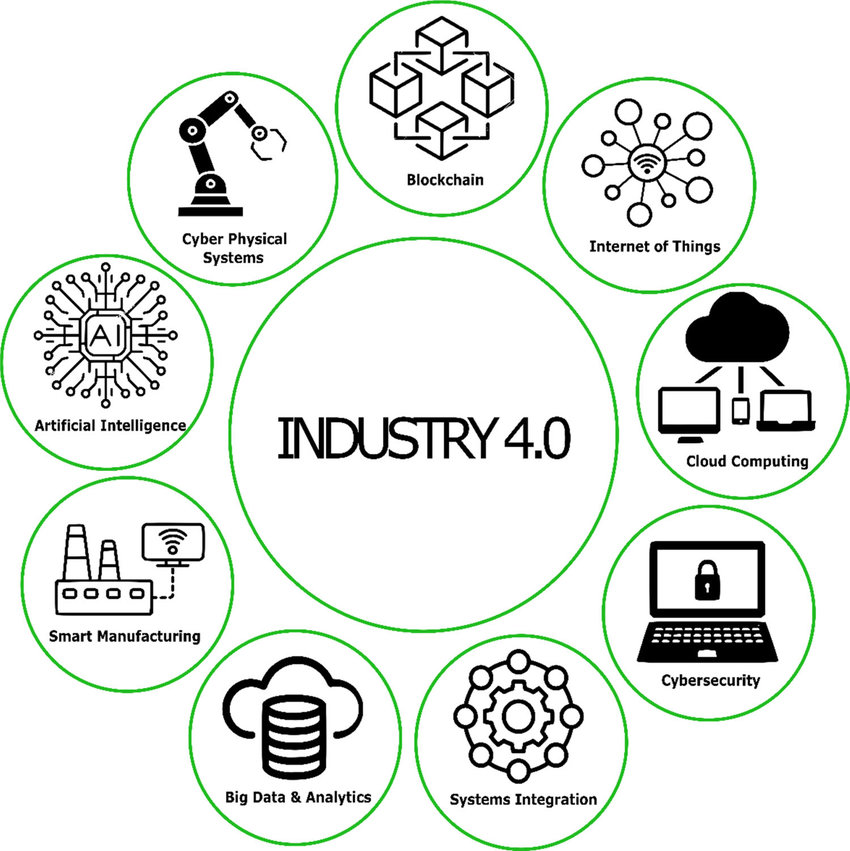 Blockchain
Internet of Things
Cloud Computing
Cybersecurity
Systems Integration
Big Data & Analytics
Smart Manufacturing
Artificial Intelligence
AI
Cyber Physical
Systems
INDUSTRY 4.0